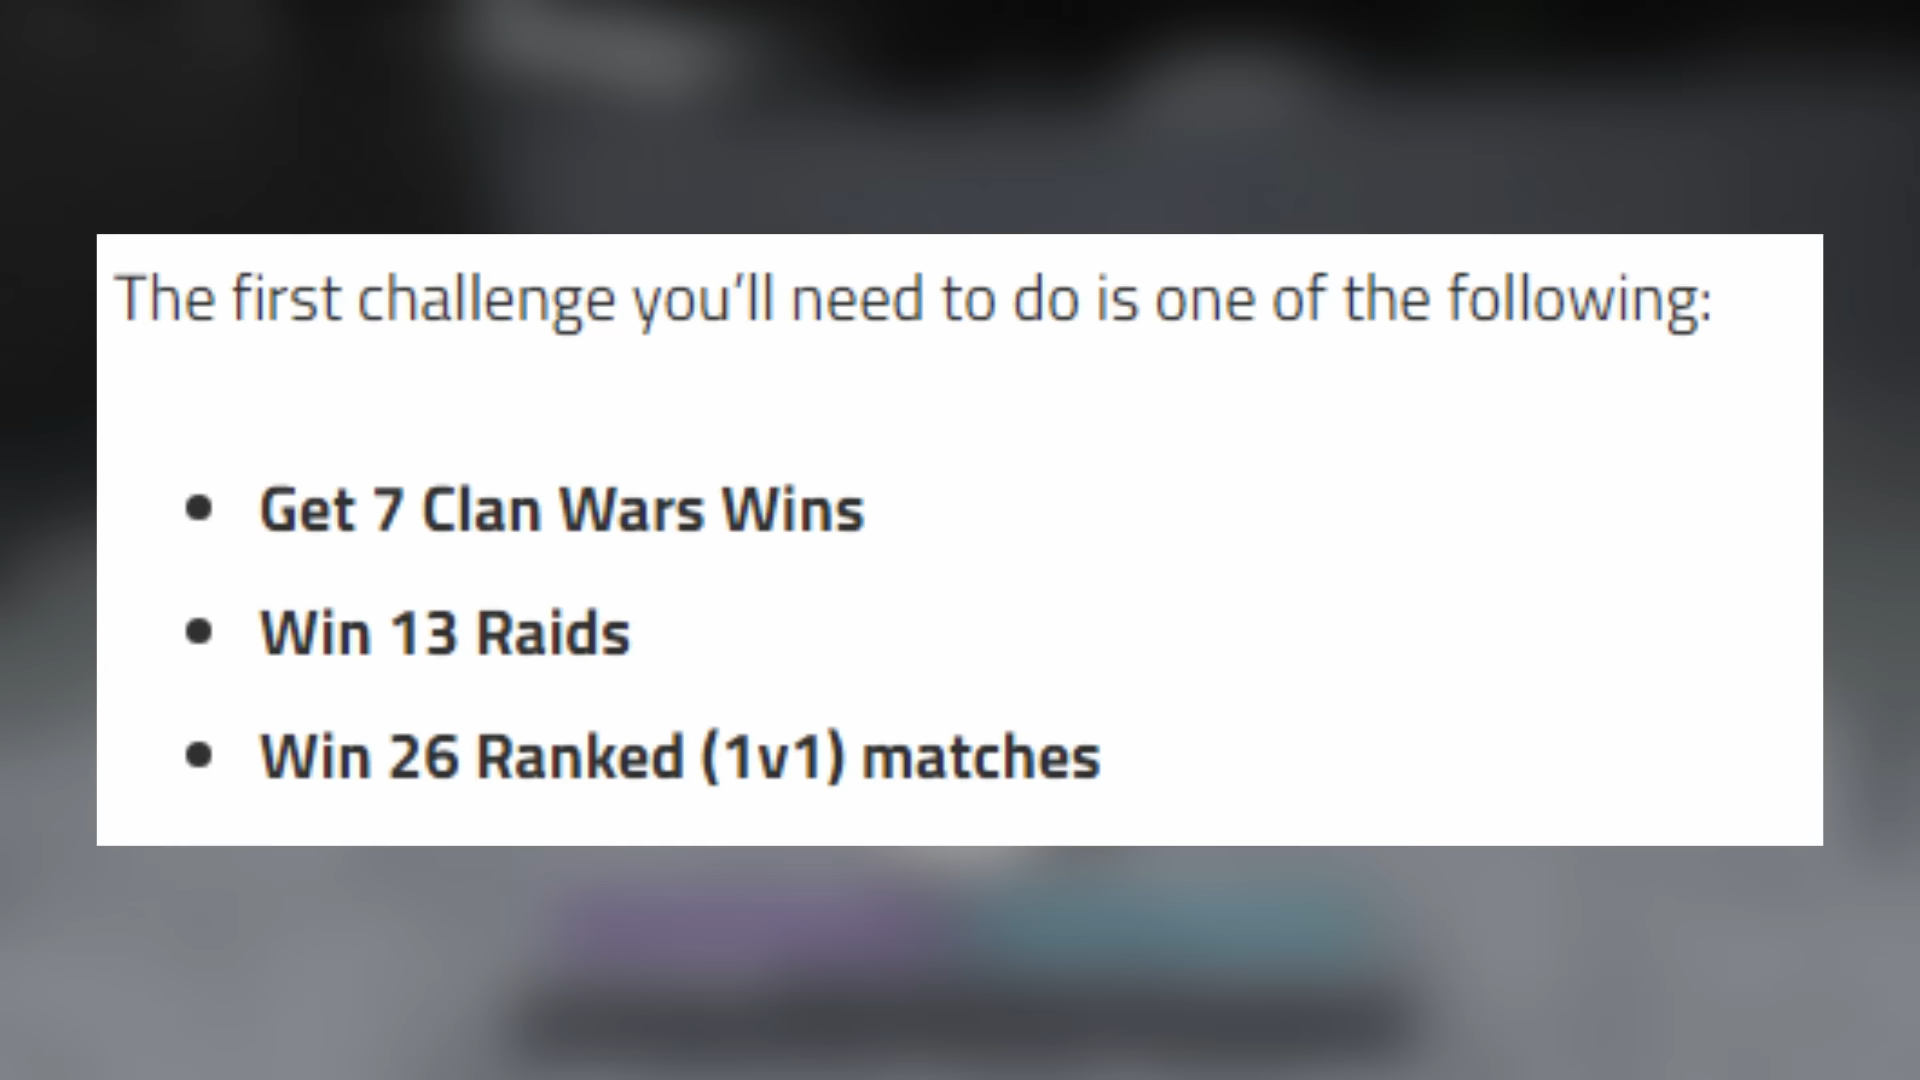 The first challenge you’ll need to do is one of the following:
• Get 7 Clan Wars Wins
• Win 13 Raids
• Win 26 Ranked (1v1) matches